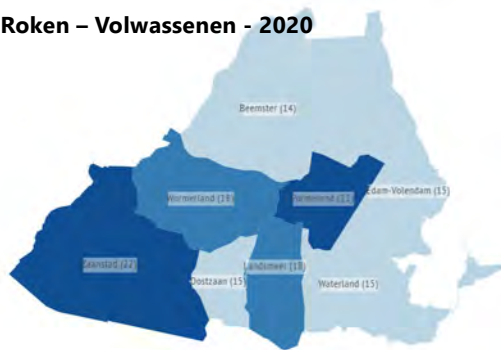 Roken – Volwassenen - 2020
Beemster (14)
Edam-Volendam (15)
Wormerland (18)
Purmerend
Zaanstad (22)
Oostzaan (15)
Landsmeer (18)
Waterland (15)